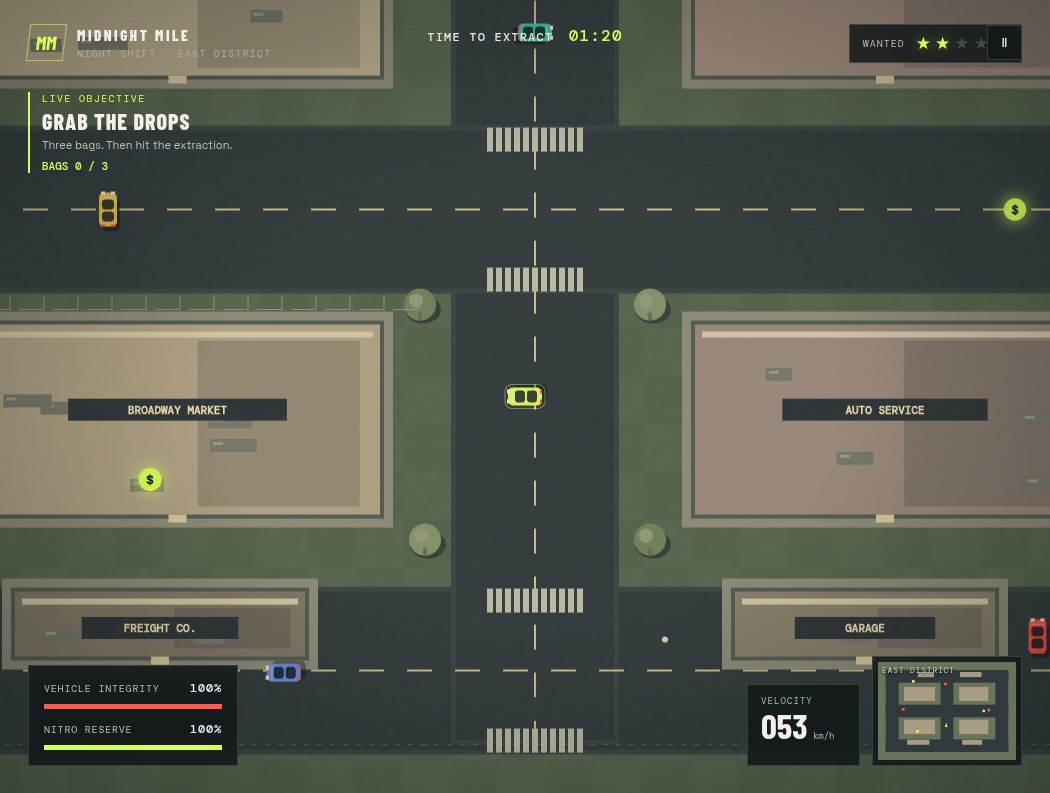 MM
MIDNIGHT MILE
NIGHT SHIFT · EAST DISTRICT
TIME TO EXTRACT 01:20
WANTED ★★★★
II
LIVE OBJECTIVE
GRAB THE DROPS
Three bags. Then hit the extraction.
BAGS 0 / 3
$
BROADWAY MARKET
AUTO SERVICE
$
FREIGHT CO.
GARAGE
VEHICLE INTEGRITY 100%
NITRO RESERVE 100%
VELOCITY
053 km/h
EAST DISTRICT